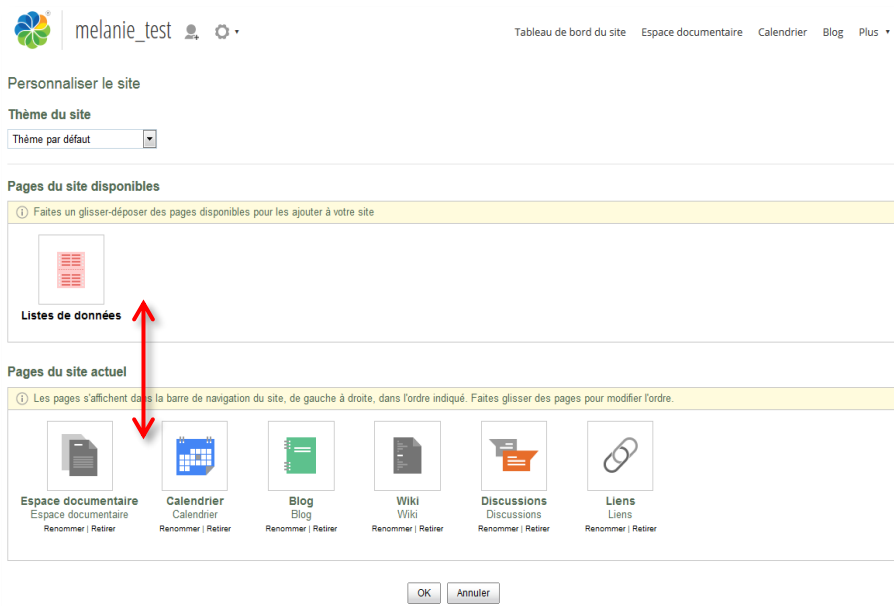 melanie_test
Tableau de bord du site Espace documentaire Calendrier Blog Plus
Personnaliser le site
Thème du site
Thème par défaut
Pages du site disponibles
Faites un glisser-déposer des pages disponibles pour les ajouter à votre site
Listes de données
Pages du site actuel
Les pages s'affichent dans la barre de navigation du site, de gauche à droite, dans l'ordre indiqué. Faites glisser des pages pour modifier l'ordre.
Espace documentaire Calendrier Blog Wiki Discussions Liens
Espace documentaire Calendrier Blog Wiki Discussions Liens
Renommer | Retirer Renommer | Retirer Renommer | Retirer Renommer | Retirer Renommer | Retirer Renommer | Retirer
OK Annuler